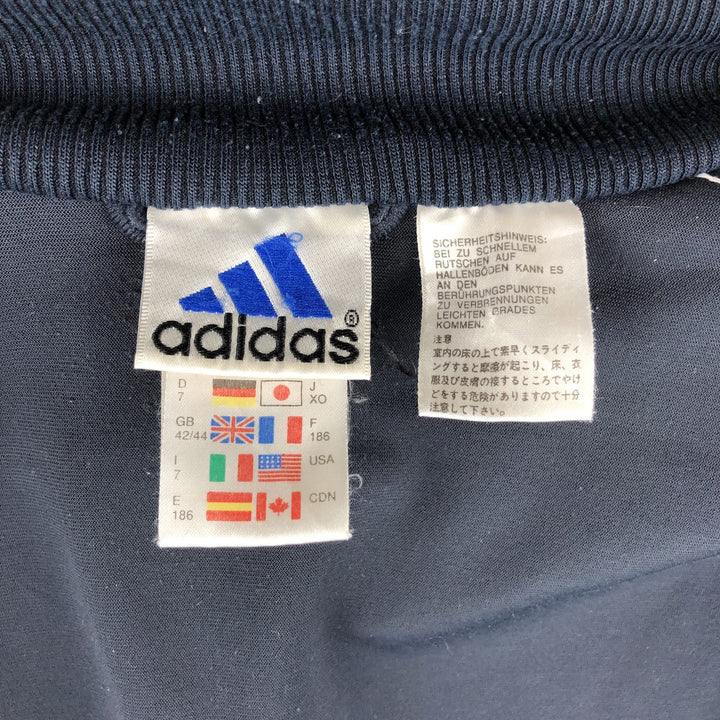 adidas®
D J
7 XO
GB F
42/44 186
I USA
7
E CDN
186
SICHERHEITSHINWEIS:
BEI ZU SCHNELLEM
RUTSCHEN AUF
HALLENBÖDEN KANN ES
AN DEN
BERÜHRUNGSPUNKTEN
ZU VERBRENNUNGEN
LEICHTEN GRADES
KOMMEN.
注意
室内の床の上で素早くスライディ
ングすると摩擦が起こり、床、衣
服及び皮膚の接するところでやけ
どをする危険がありますので十分
注意して下さい。